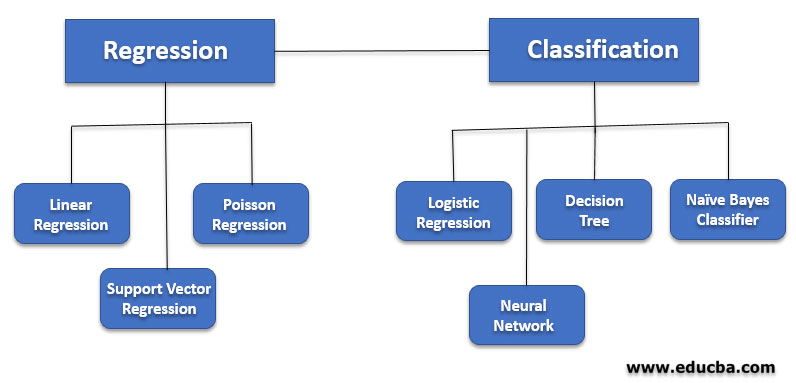 Regression
Classification
Linear
Regression
Poisson
Regression
Support Vector
Regression
Logistic
Regression
Decision
Tree
Naïve Bayes
Classifier
Neural
Network
www.educba.com